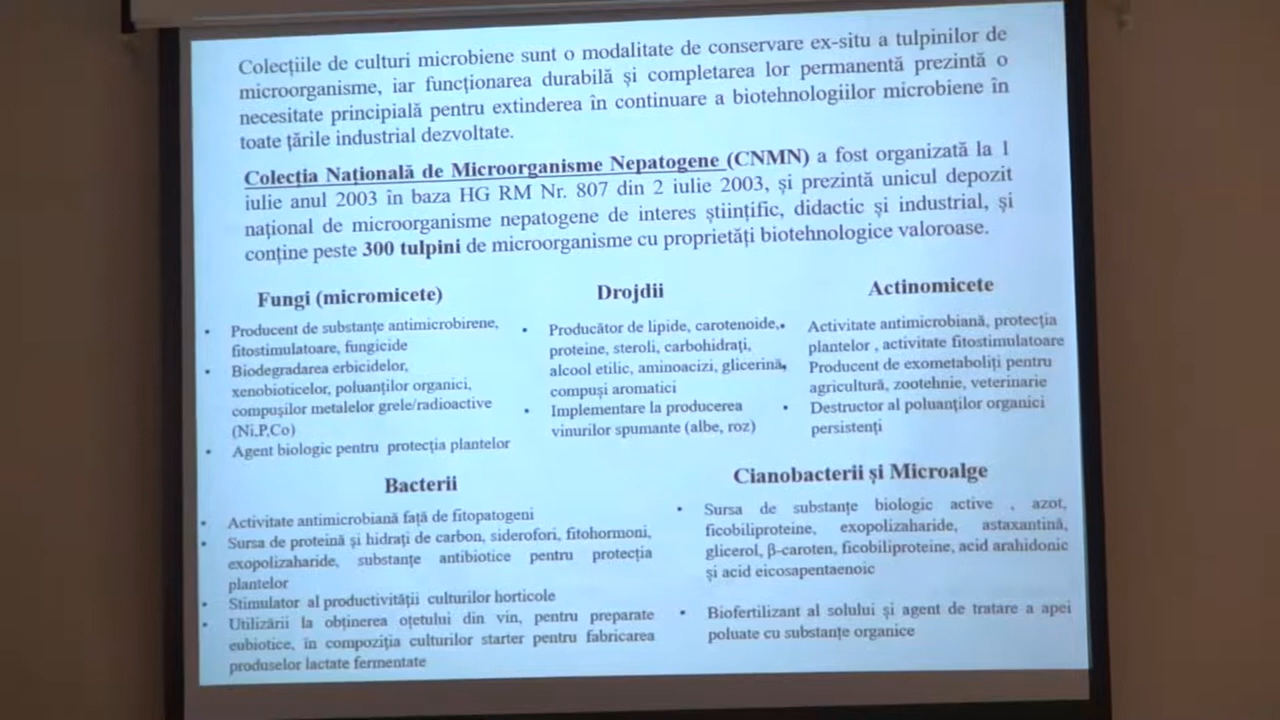 Colecțiile de culturi microbiene sunt o modalitate de conservare ex-situ a tulpinilor de
microorganisme, iar funcționarea durabilă și completarea lor permanentă prezintă o
necesitate principială pentru extinderea în continuare a biotehnologiilor microbiene în
toate țările industrial dezvoltate.
Colecția Națională de Microorganisme Nepatogene (CNMN) a fost organizată la 1
iulie anul 2003 în baza HG RM Nr. 807 din 2 iulie 2003, și prezintă unicul depozit
național de microorganisme nepatogene de interes științific, didactic și industrial, și
conține peste 300 tulpini de microorganisme cu proprietăți biotehnologice valoroase.
Fungi (micromicete)
• Producent de substanțe antimicrobirene,
fitostimulatoare, fungicide
• Biodegradarea erbicidelor,
xenobioticelor, poluanților organici,
compușilor metalelor grele/radioactive
(Ni,P,Co)
• Agent biologic pentru protecția plantelor
Drojdii
• Producător de lipide, carotenoide,
proteine, steroli, carbohidrați,
alcool etilic, aminoacizi, glicerină,
compuși aromatici
• Implementare la producerea
vinurilor spumante (albe, roz)
Actinomicete
• Activitate antimicrobiană, protecția
plantelor , activitate fitostimulatoare
• Producent de exometaboliți pentru
agricultură, zootehnie, veterinarie
• Destructor al poluanților organici
persistenți
Bacterii
• Activitate antimicrobiană față de fitopatogeni
• Sursa de proteină și hidrați de carbon, siderofori, fitohormoni,
exopolizaharide, substanțe antibiotice pentru protecția
plantelor
• Stimulator al productivității culturilor horticole
• Utilizării la obținerea oțetului din vin, pentru preparate
eubiotice, în compoziția culturilor starter pentru fabricarea
produselor lactate fermentate
Cianobacterii și Microalge
• Sursa de substanțe biologic active , azot,
ficobiliproteine, exopolizaharide, astaxantină,
glicerol, β-caroten, ficobiliproteine, acid arahidonic
și acid eicosapentaenoic
• Biofertilizant al solului și agent de tratare a apei
poluate cu substanțe organice